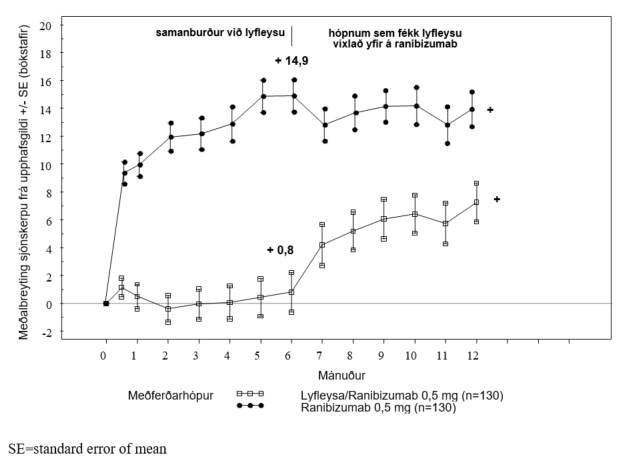 20
18
16
14
12
10
8
6
4
2
0
-2
Meðalbreyting sjónskerpu frá upphafsgildi +/- SE (bókstafir)
samanburður við lyfleysu
hópnum sem fékk lyfleysu
víxlað yfir á ranibizumab
+ 14,9
+
+ 0,8
+
0 1 2 3 4 5 6 7 8 9 10 11 12
Mánuður
Meðferðarhópur
Lyfleysa/Ranibizumab 0,5 mg (n=130)
Ranibizumab 0,5 mg (n=130)
SE=standard error of mean